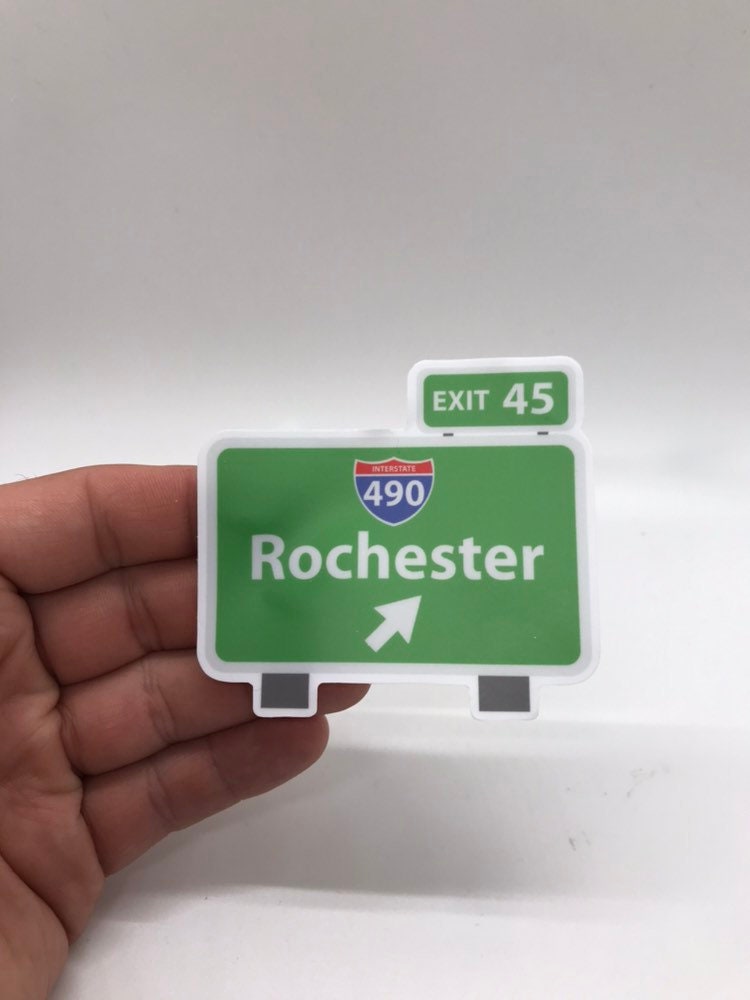 EXIT 45
INTERSTATE
490
Rochester